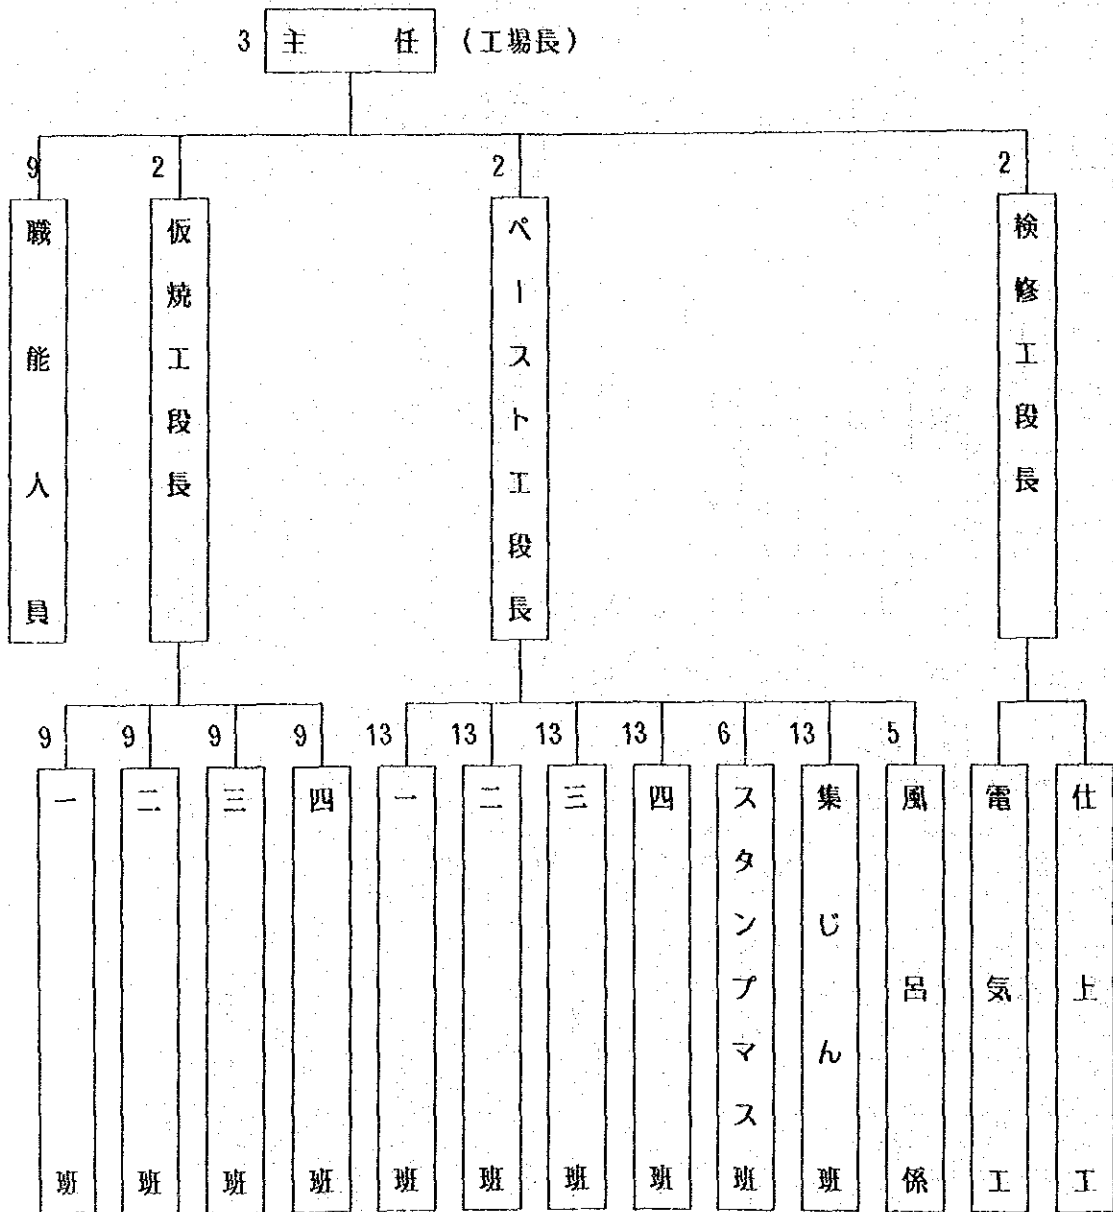 3 主任 (工場長)
9 職能人員
2 仮焼工段長
2 ペースト工段長
2 検修工段長
9 一班
9 二班
9 三班
9 四班
13 一班
13 二班
13 三班
13 四班
6 スタンプマス班
13 集じん班
5 風呂係
電気工
仕上工